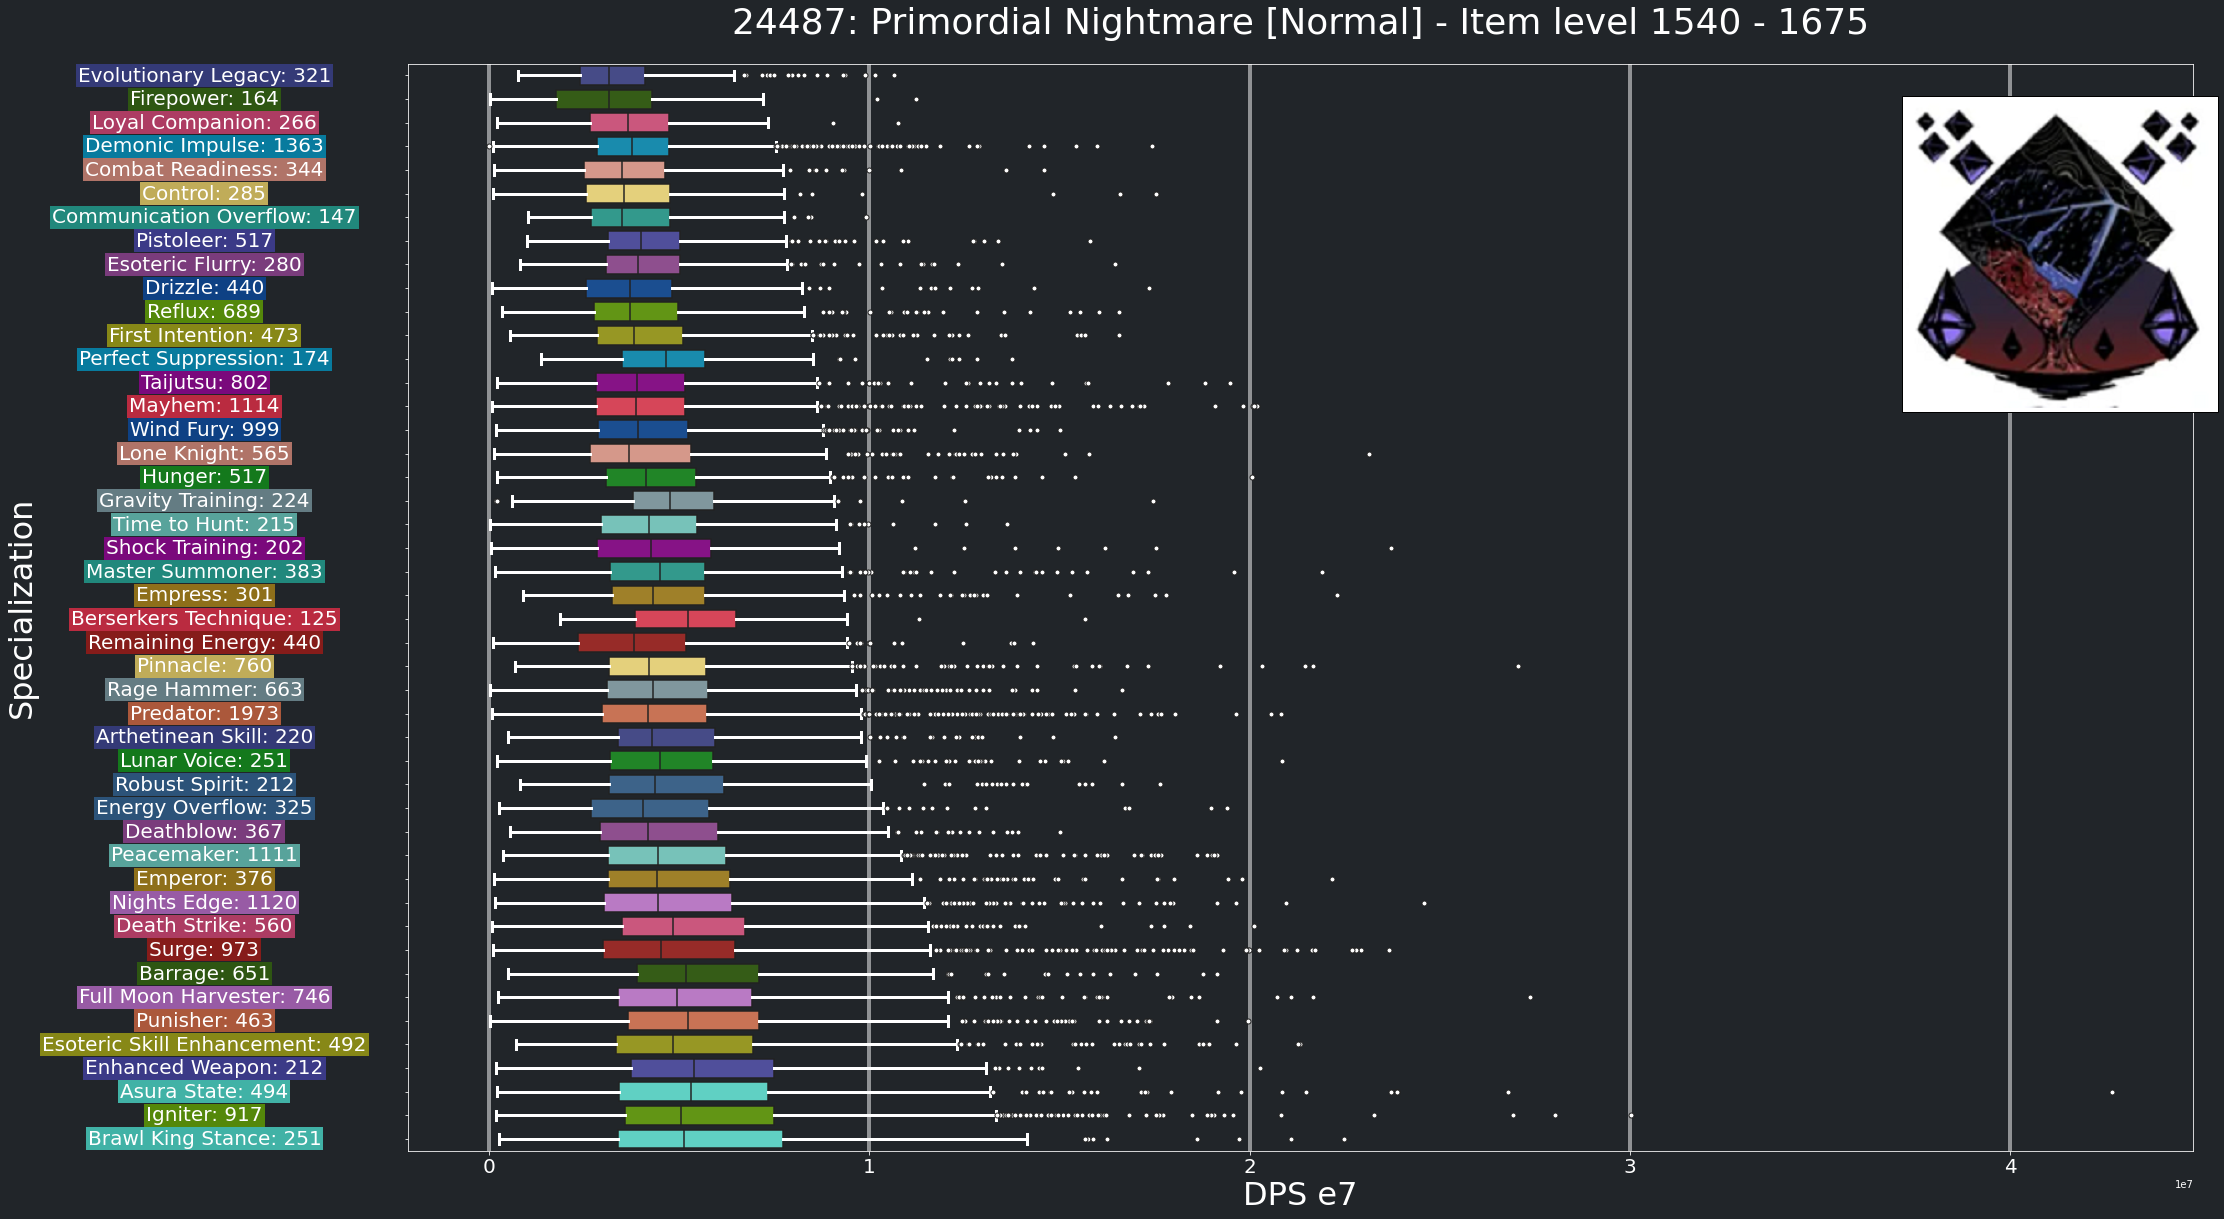 24487: Primordial Nightmare [Normal] - Item level 1540 - 1675
Specialization
Evolutionary Legacy: 321
Firepower: 164
Loyal Companion: 266
Demonic Impulse: 1363
Combat Readiness: 344
Control: 285
Communication Overflow: 147
Pistoleer: 517
Esoteric Flurry: 280
Drizzle: 440
Reflux: 689
First Intention: 473
Perfect Suppression: 174
Taijutsu: 802
Mayhem: 1114
Wind Fury: 999
Lone Knight: 565
Hunger: 517
Gravity Training: 224
Time to Hunt: 215
Shock Training: 202
Master Summoner: 383
Empress: 301
Berserkers Technique: 125
Remaining Energy: 440
Pinnacle: 760
Rage Hammer: 663
Predator: 1973
Arthetinean Skill: 220
Lunar Voice: 251
Robust Spirit: 212
Energy Overflow: 325
Deathblow: 367
Peacemaker: 1111
Emperor: 376
Nights Edge: 1120
Death Strike: 560
Surge: 973
Barrage: 651
Full Moon Harvester: 746
Punisher: 463
Esoteric Skill Enhancement: 492
Enhanced Weapon: 212
Asura State: 494
Igniter: 917
Brawl King Stance: 251
0 1 2 3 4
DPS e7
1e7